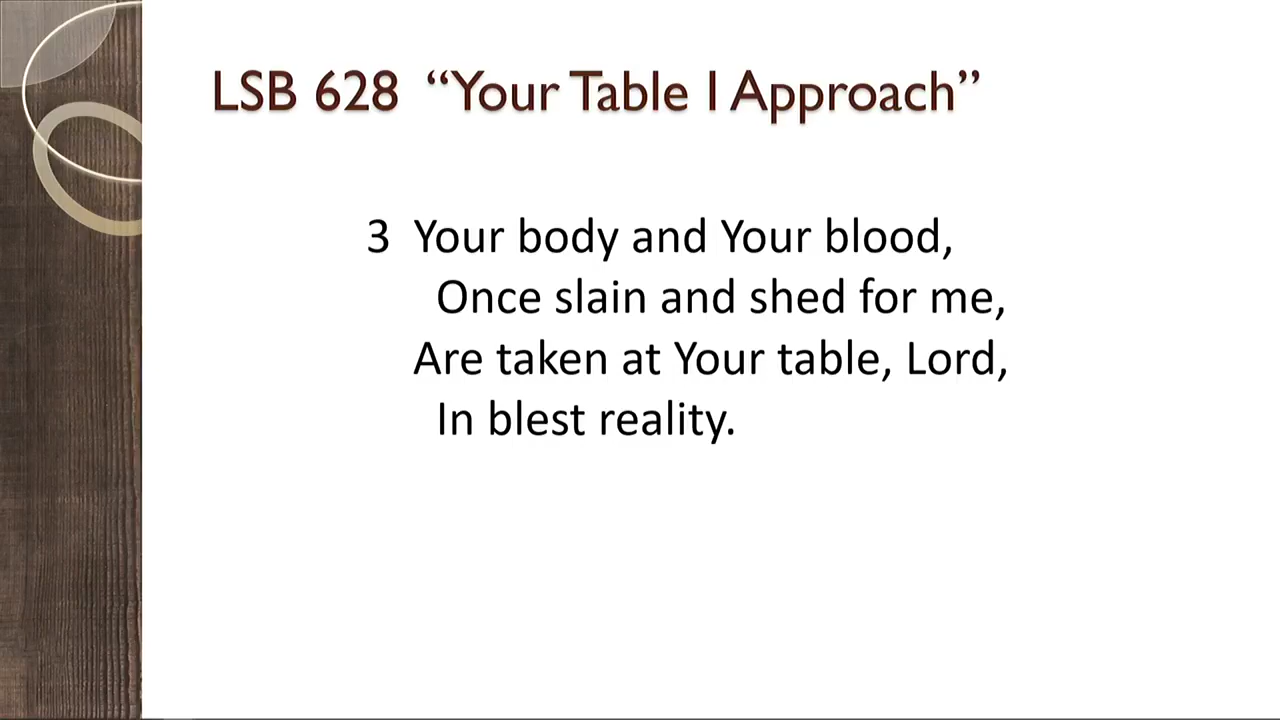 LSB 628 “Your Table I Approach”
3 Your body and Your blood,
Once slain and shed for me,
Are taken at Your table, Lord,
In blest reality.